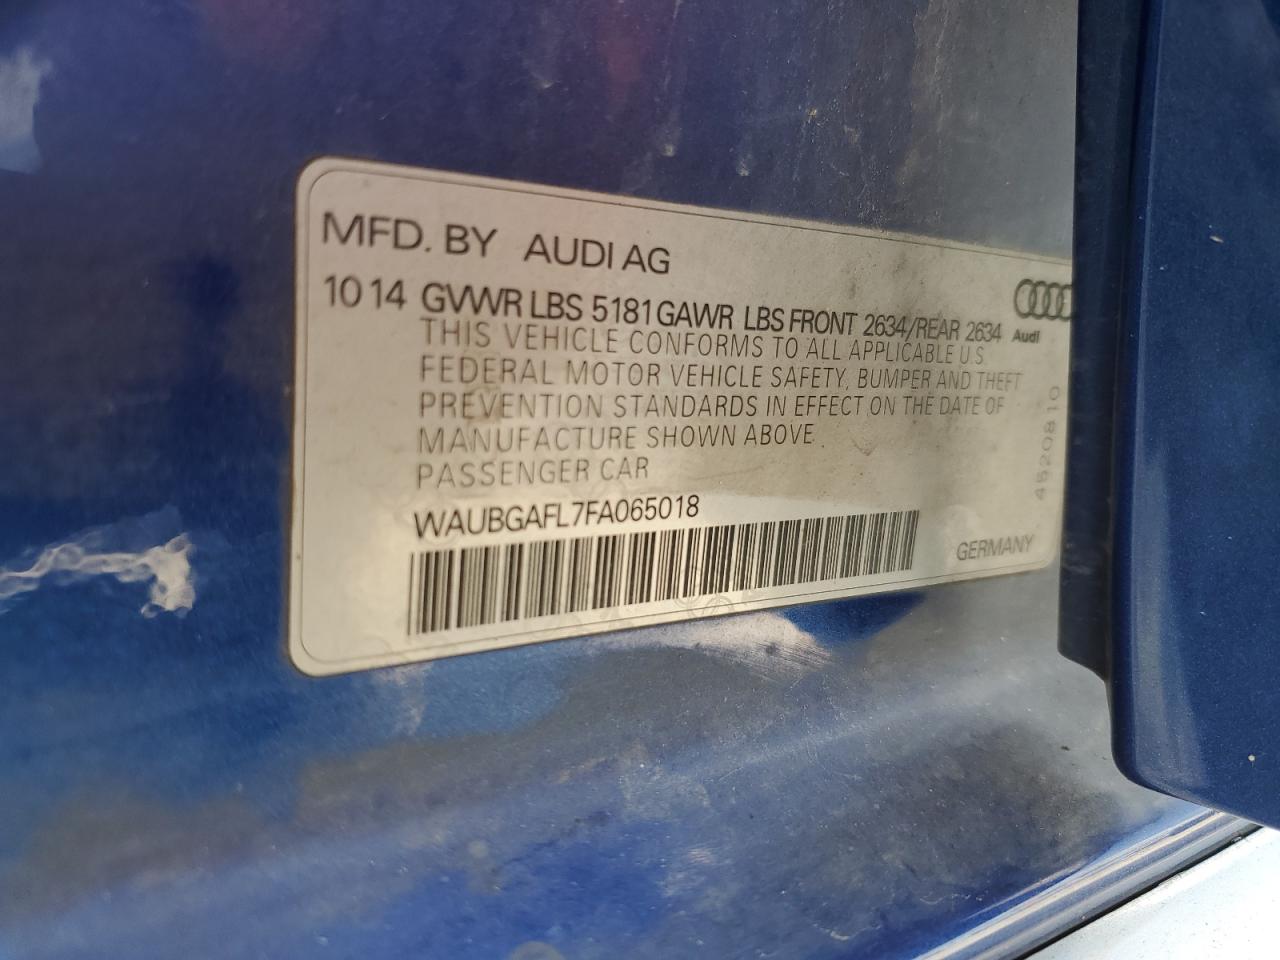 MFD. BY AUDI AG
10 14 GVWR LBS 5181 GAWR LBS FRONT 2634/REAR 2634
Audi
THIS VEHICLE CONFORMS TO ALL APPLICABLE U.S.
FEDERAL MOTOR VEHICLE SAFETY, BUMPER AND THEFT
PREVENTION STANDARDS IN EFFECT ON THE DATE OF
MANUFACTURE SHOWN ABOVE.
PASSENGER CAR
WAUBGAFL7FA065018
GERMANY
4520810